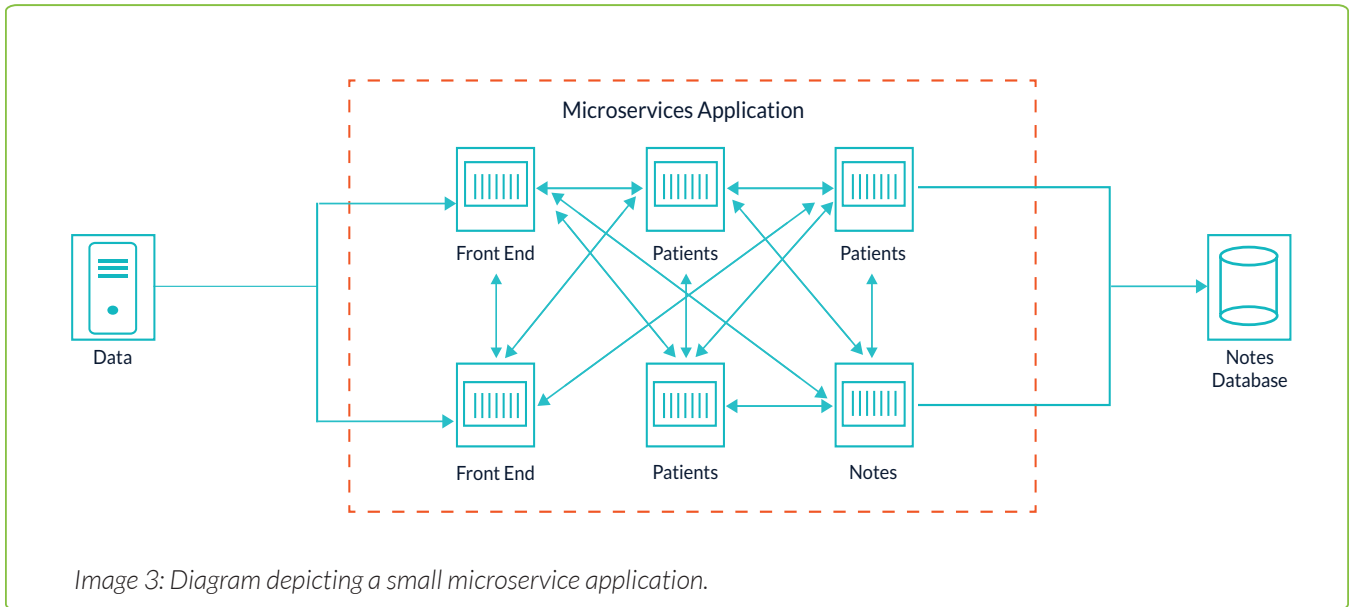 Microservices Application
Front End
Patients
Patients
Data
Notes
Database
Front End
Patients
Notes
Image 3: Diagram depicting a small microservice application.